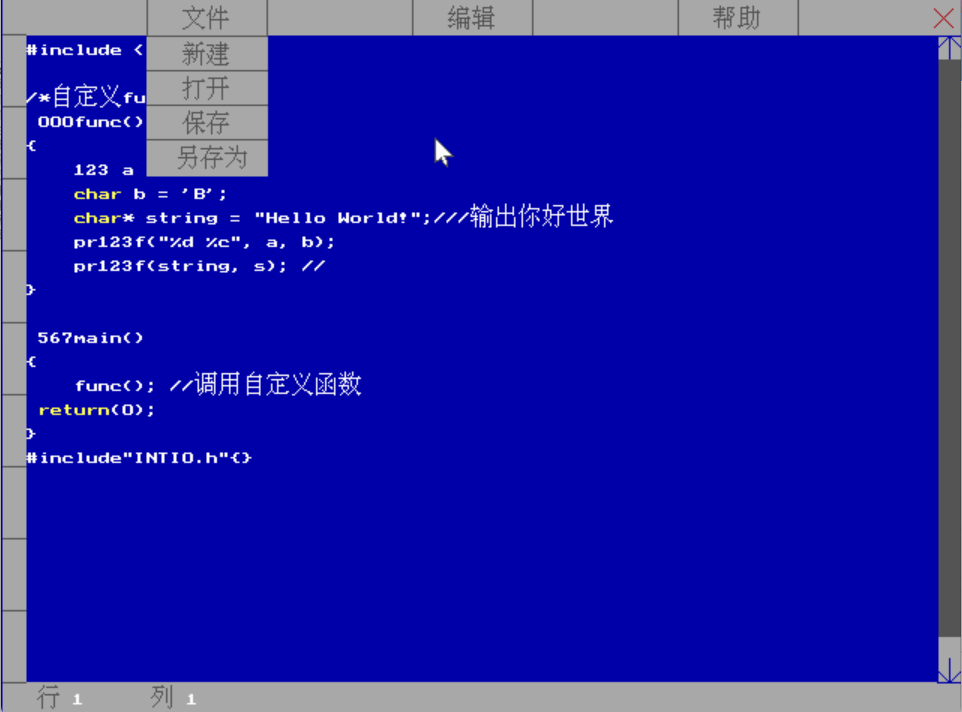 文件 编辑 帮助
新建
打开
保存
另存为
#include <
/*自定义fu
000func()
{
123 a
char b = 'B';
char* string = "Hello World!";///输出你好世界
pr123f("%d %c", a, b);
pr123f(string, s); //
}
567main()
{
func(); //调用自定义函数
return(0);
}
#include"INTIO.h"{}
行 1 列 1